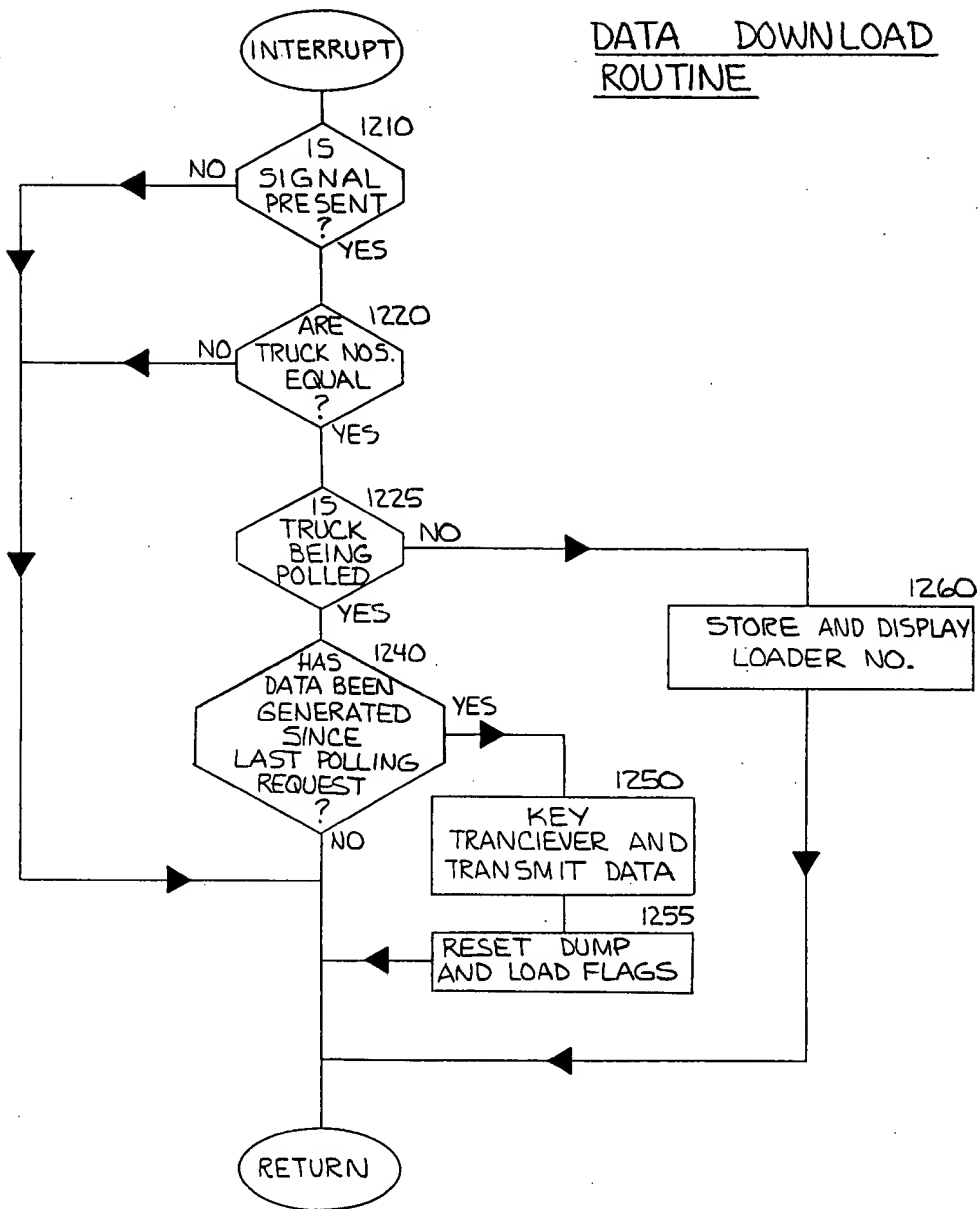 DATA DOWNLOAD
ROUTINE
INTERRUPT
1210
IS
SIGNAL
PRESENT
?
NO
YES
1220
ARE
TRUCK NOS.
EQUAL
?
NO
YES
1225
IS
TRUCK
BEING
POLLED
NO
YES
1260
STORE AND DISPLAY
LOADER NO.
1240
HAS
DATA BEEN
GENERATED
SINCE
LAST POLLING
REQUEST
?
YES
NO
1250
KEY
TRANCIEVER AND
TRANSMIT DATA
1255
RESET DUMP
AND LOAD FLAGS
RETURN